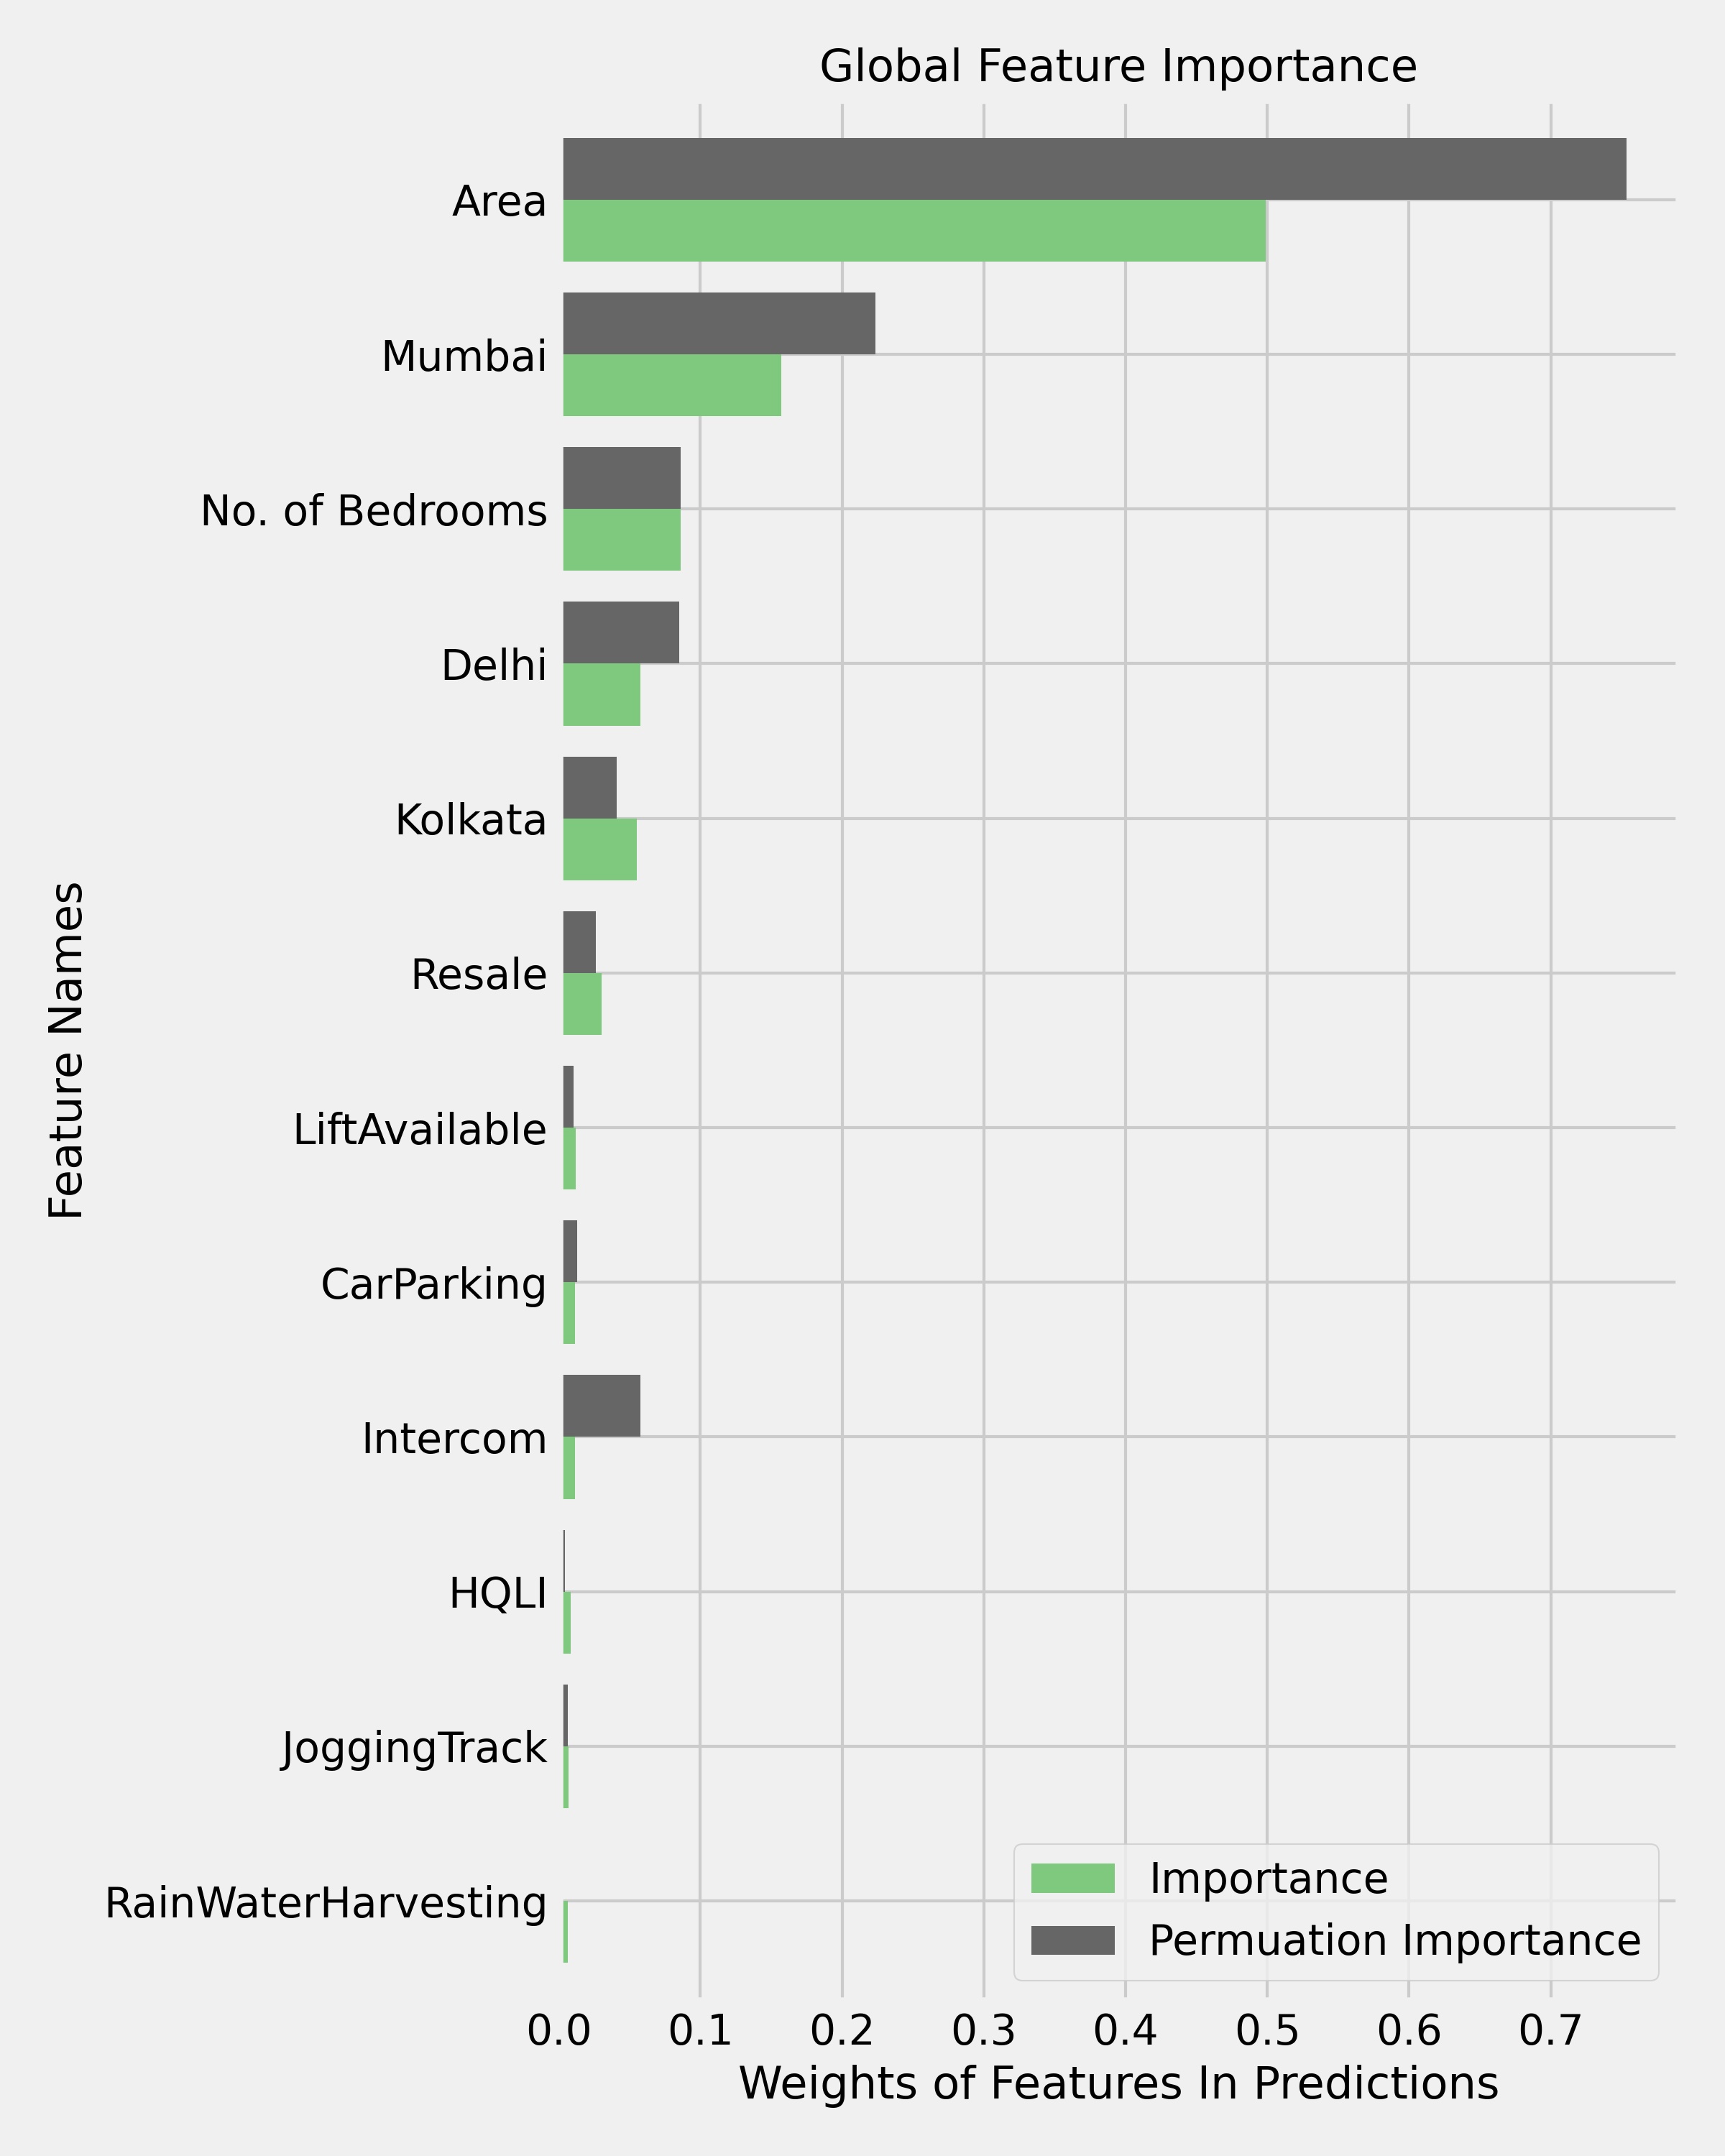 Global Feature Importance
Area
Mumbai
No. of Bedrooms
Delhi
Kolkata
Resale
LiftAvailable
CarParking
Intercom
HQLI
JoggingTrack
RainWaterHarvesting
Feature Names
Importance
Permuation Importance
0.0 0.1 0.2 0.3 0.4 0.5 0.6 0.7
Weights of Features In Predictions